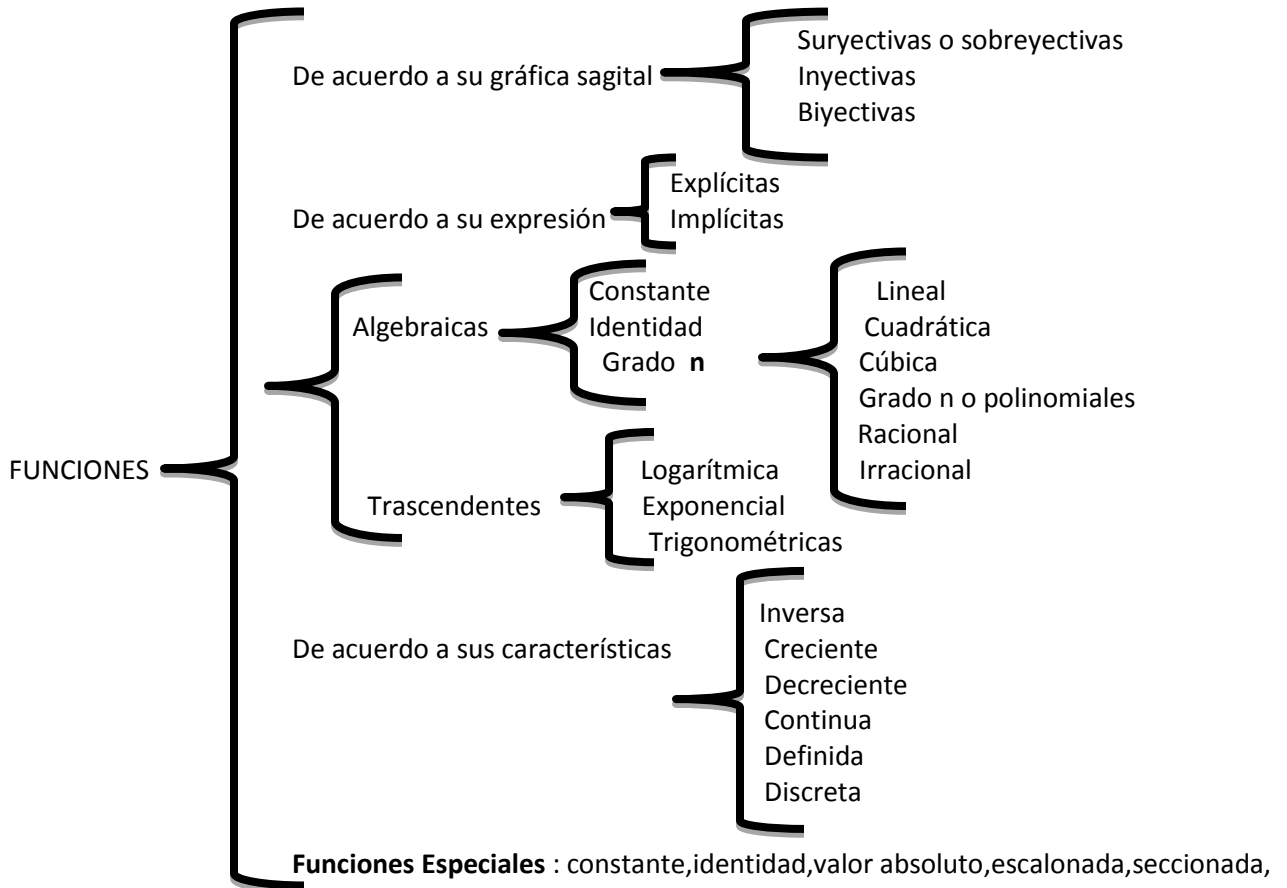 Suryectivas o sobreyectivas
De acuerdo a su gráfica sagital
Inyectivas
Biyectivas
Explícitas
De acuerdo a su expresión
Implícitas
Constante
Algebraicas
Identidad
Grado n
Lineal
Cuadrática
Cúbica
Grado n o polinomiales
Racional
Irracional
FUNCIONES
Logarítmica
Trascendentes
Exponencial
Trigonométricas
Inversa
De acuerdo a sus características
Creciente
Decreciente
Continua
Definida
Discreta
Funciones Especiales : constante,identidad,valor absoluto,escalonada,seccionada,